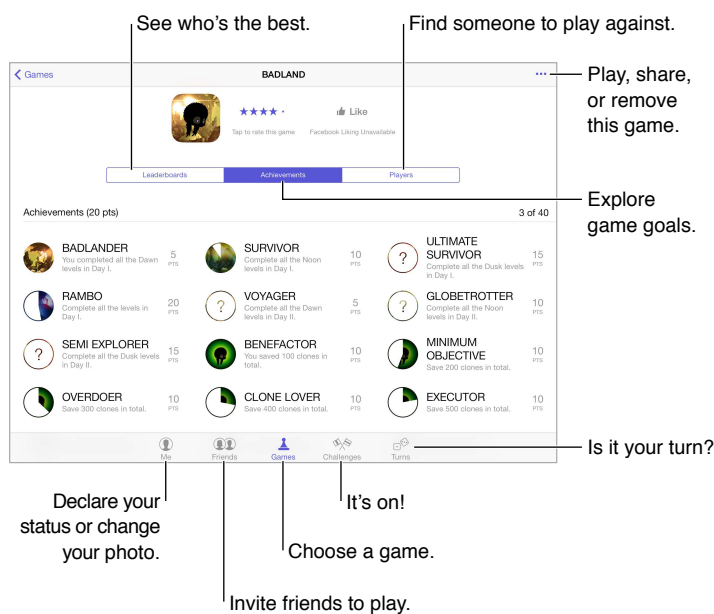 See who's the best.
Find someone to play against.
Games
BADLAND
•••
Play, share,
or remove
this game.
Like
Tap to rate this game
Facebook Liking Unavailable
Leaderboards
Achievements
Players
Explore
game goals.
Achievements (20 pts)
3 of 40
BADLANDER
You completed all the Dawn
levels in Day I.
5
PTS
SURVIVOR
Complete all the Noon
levels in Day I.
10
PTS
?
ULTIMATE
SURVIVOR
Complete all the Dusk levels
in Day I.
15
PTS
RAMBO
Complete all the levels in
Day I.
20
PTS
?
VOYAGER
Complete all the Dawn
levels in Day II.
5
PTS
?
GLOBETROTTER
Complete all the Noon
levels in Day II.
10
PTS
?
SEMI EXPLORER
Complete all the Dusk levels
in Day II.
15
PTS
BENEFACTOR
You saved 100 clones in
total.
10
PTS
MINIMUM
OBJECTIVE
Save 200 clones in total.
10
PTS
OVERDOER
Save 300 clones in total.
10
PTS
CLONE LOVER
Save 400 clones in total.
10
PTS
EXECUTOR
Save 500 clones in total.
10
PTS
Me
Friends
Games
Challenges
Turns
Is it your turn?
Declare your
status or change
your photo.
It's on!
Choose a game.
Invite friends to play.